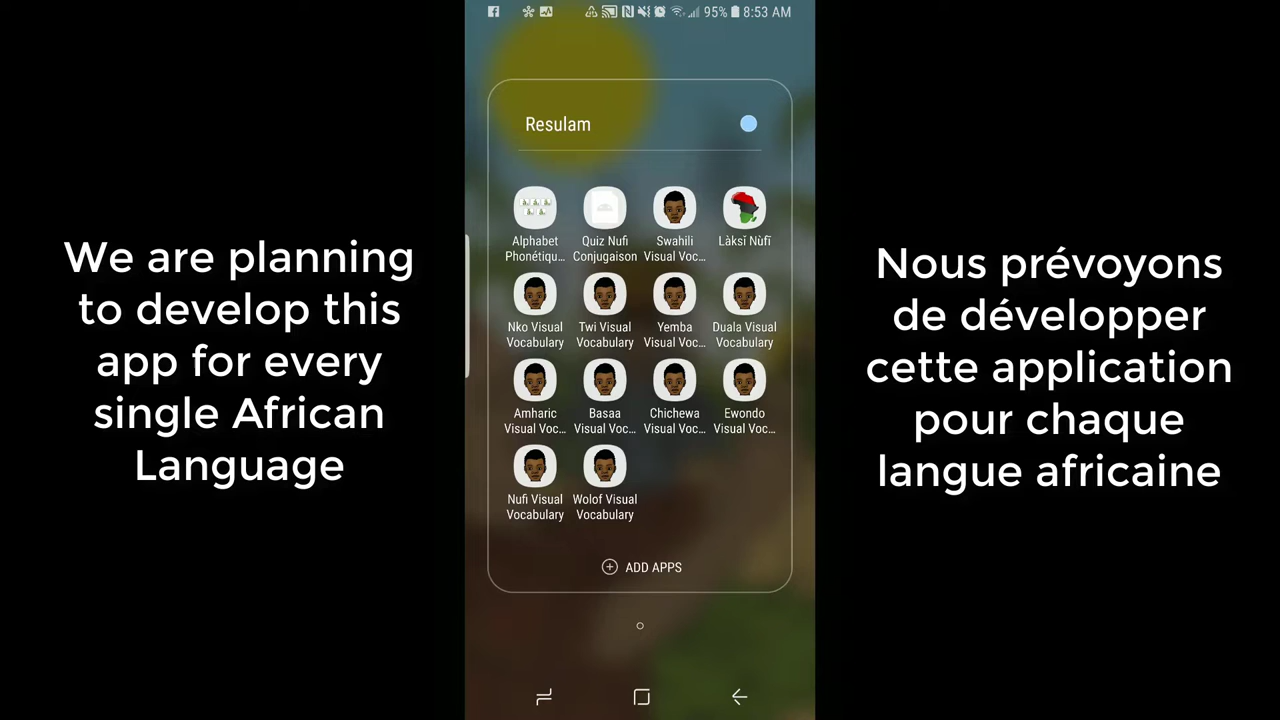 95% 8:53 AM
We are planning
to develop this
app for every
single African
Language
Resulam
Alphabet
Phonétiqu...
Quiz Nufi
Conjugaison
Swahili
Visual Voc...
Làksǐ Nùfī
Nko Visual
Vocabulary
Twi Visual
Vocabulary
Yemba
Visual Voc...
Duala Visual
Vocabulary
Amharic
Visual Voc...
Basaa
Visual Voc...
Chichewa
Visual Voc...
Ewondo
Visual Voc...
Nufi Visual
Vocabulary
Wolof Visual
Vocabulary
ADD APPS
Nous prévoyons
de développer
cette application
pour chaque
langue africaine